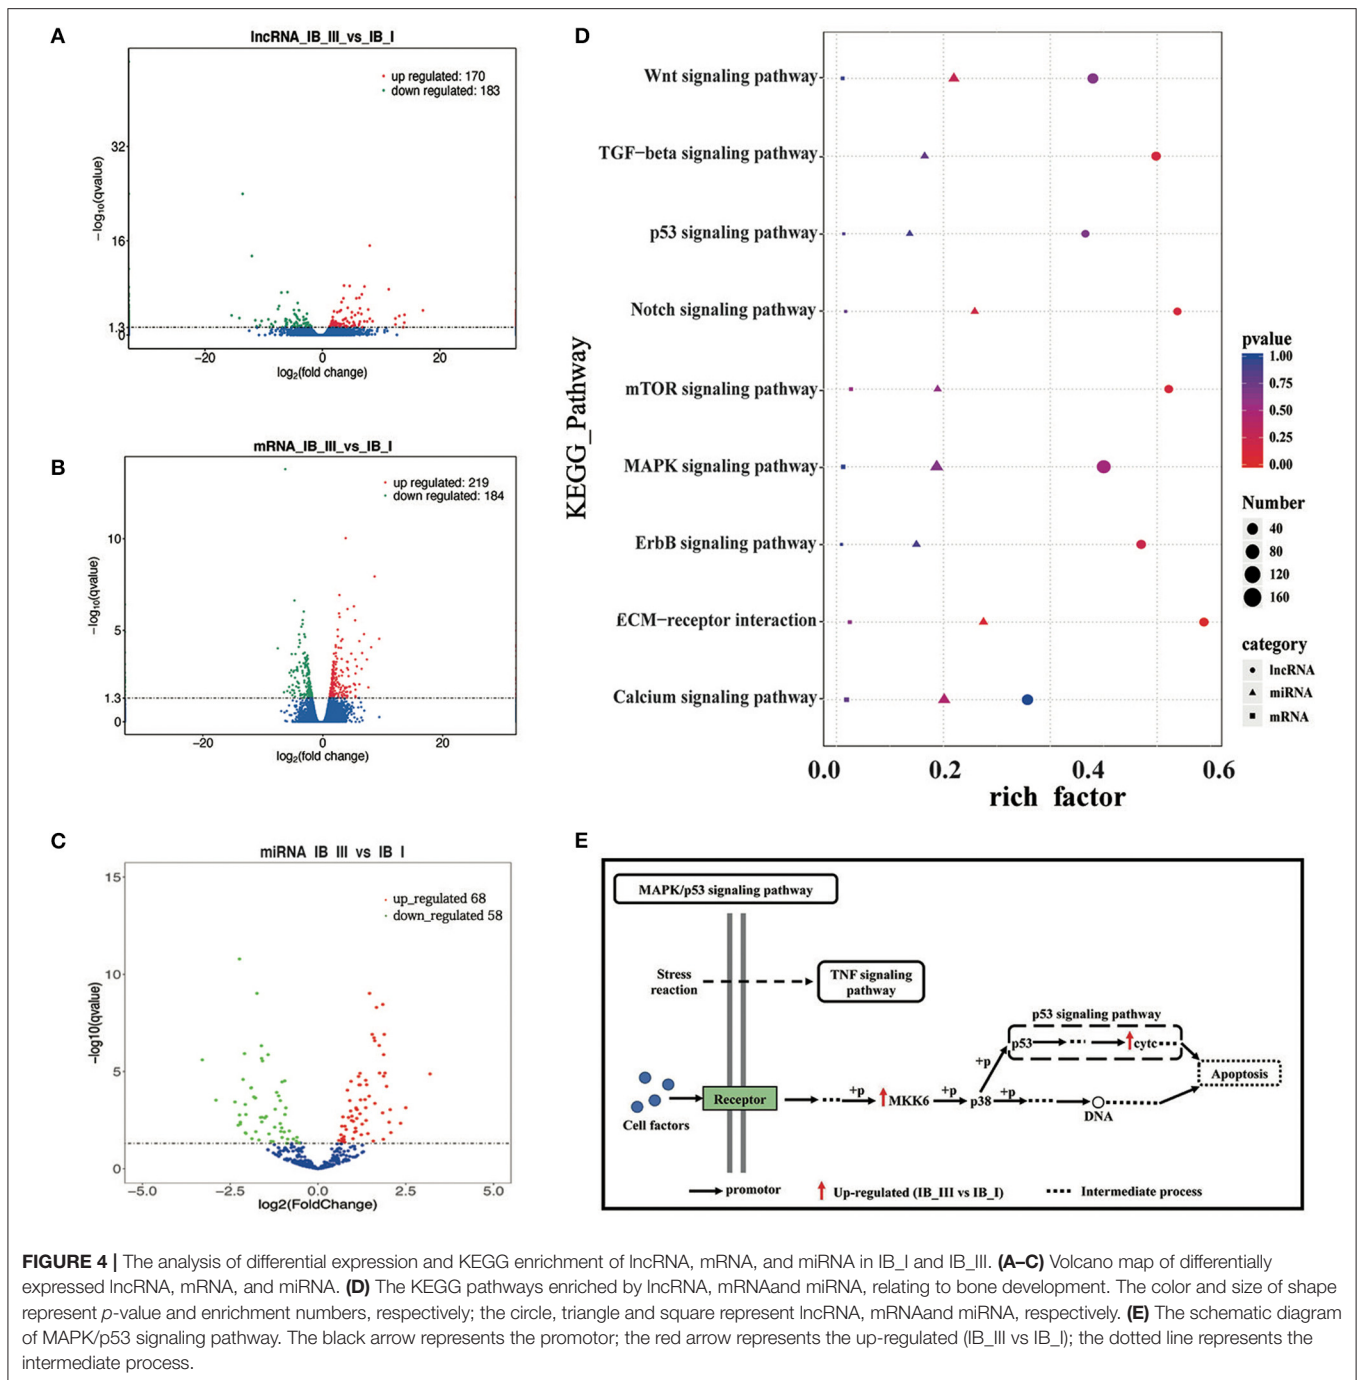 A
lncRNA_IB_III_vs_IB_I
up regulated: 170
down regulated: 183
32
16
1.3
0
−log10(qvalue)
−20
0
20
log2(fold change)
B
mRNA_IB_III_vs_IB_I
up regulated: 219
down regulated: 184
10
5
1.3
0
−log10(qvalue)
−20
0
20
log2(fold change)
C
miRNA IB III vs IB I
up_regulated 68
down_regulated 58
15
10
5
0
-log10(qvalue)
−5.0
−2.5
0.0
2.5
5.0
log2(FoldChange)
D
KEGG_Pathway
Wnt signaling pathway
TGF−beta signaling pathway
p53 signaling pathway
Notch signaling pathway
mTOR signaling pathway
MAPK signaling pathway
ErbB signaling pathway
ECM−receptor interaction
Calcium signaling pathway
0.0
0.2
0.4
0.6
rich factor
pvalue
1.00
0.75
0.50
0.25
0.00
Number
40
80
120
160
category
lncRNA
miRNA
mRNA
E
MAPK/p53 signaling pathway
Stress
reaction
TNF signaling
pathway
p53 signaling pathway
p53
cytc
+p
Apoptosis
Cell factors
Receptor
+p
MKK6
+p
p38
+p
DNA
promotor
Up-regulated (IB_III vs IB_I)
Intermediate process
FIGURE 4 | The analysis of differential expression and KEGG enrichment of lncRNA, mRNA, and miRNA in IB_I and IB_III. (A–C) Volcano map of differentially
expressed lncRNA, mRNA, and miRNA. (D) The KEGG pathways enriched by lncRNA, mRNAand miRNA, relating to bone development. The color and size of shape
represent p-value and enrichment numbers, respectively; the circle, triangle and square represent lncRNA, mRNAand miRNA, respectively. (E) The schematic diagram
of MAPK/p53 signaling pathway. The black arrow represents the promotor; the red arrow represents the up-regulated (IB_III vs IB_I); the dotted line represents the
intermediate process.